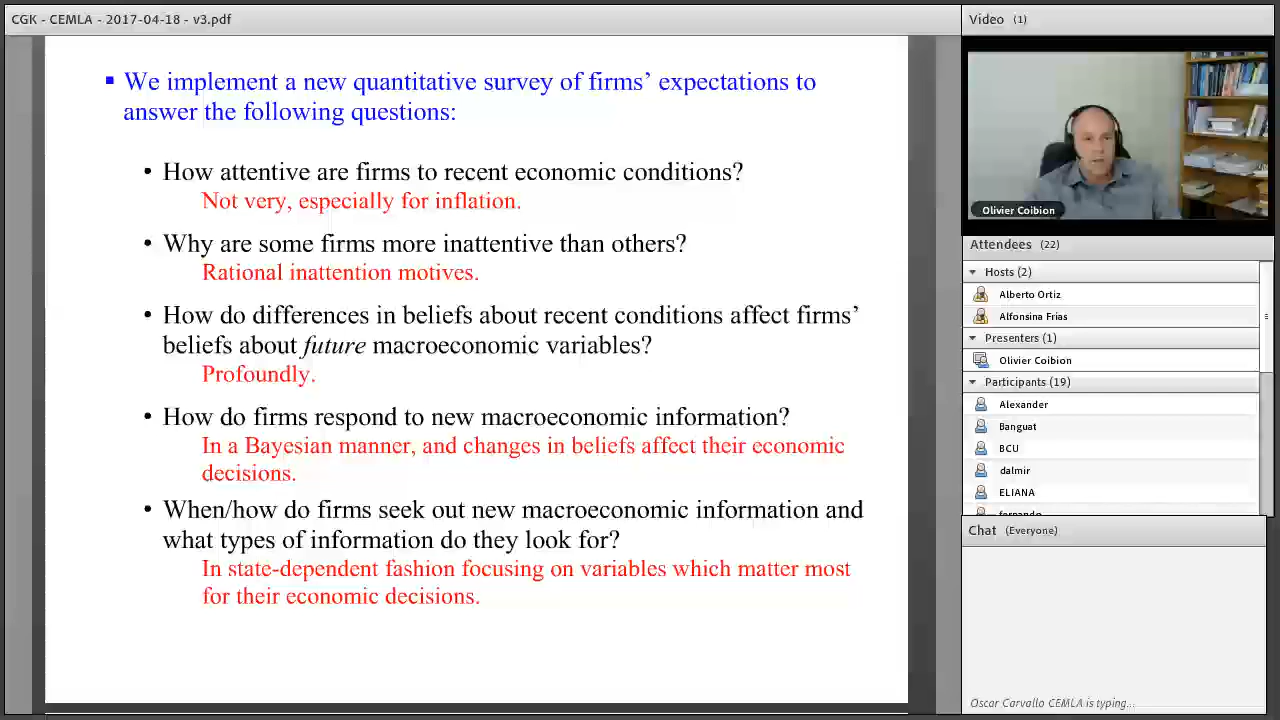 CGK - CEMLA - 2017-04-18 - v3.pdf
▪ We implement a new quantitative survey of firms’ expectations to
answer the following questions:
• How attentive are firms to recent economic conditions?
Not very, especially for inflation.
• Why are some firms more inattentive than others?
Rational inattention motives.
• How do differences in beliefs about recent conditions affect firms’
beliefs about future macroeconomic variables?
Profoundly.
• How do firms respond to new macroeconomic information?
In a Bayesian manner, and changes in beliefs affect their economic
decisions.
• When/how do firms seek out new macroeconomic information and
what types of information do they look for?
In state-dependent fashion focusing on variables which matter most
for their economic decisions.
Video (1)
Olivier Coibion
Attendees (22)
Hosts (2)
Alberto Ortiz
Alfonsina Frías
Presenters (1)
Olivier Coibion
Participants (19)
Alexander
Banguat
BCU
dalmir
ELIANA
Chat (Everyone)
Oscar Carvallo CEMLA is typing...